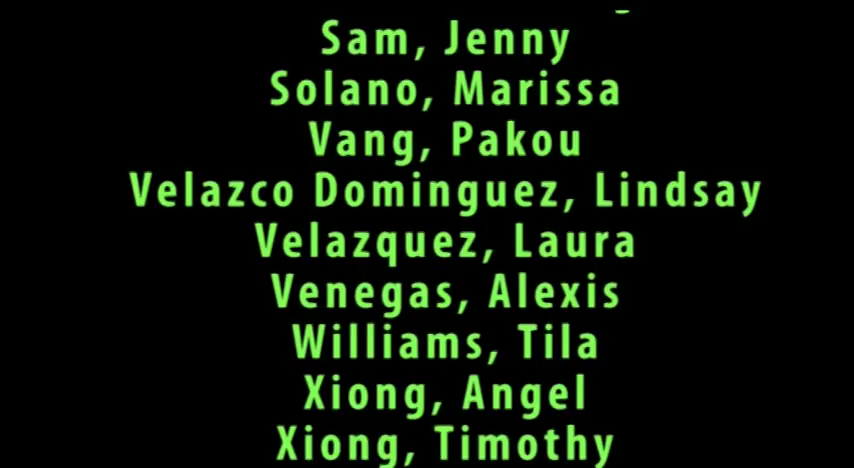 Sam, Jenny
Solano, Marissa
Vang, Pakou
Velazco Dominguez, Lindsay
Velazquez, Laura
Venegas, Alexis
Williams, Tila
Xiong, Angel
Xiong, Timothy